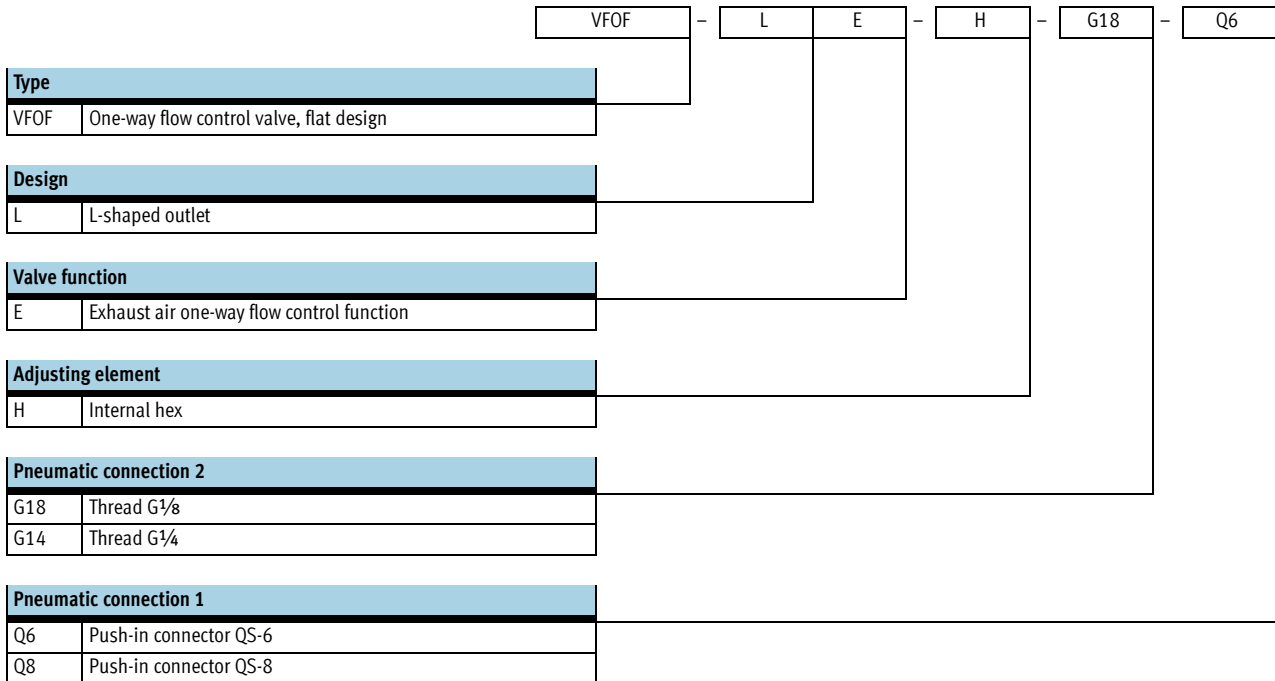 VFOF – L E – H – G18 – Q6
Type
VFOF One-way flow control valve, flat design
Design
L L-shaped outlet
Valve function
E Exhaust air one-way flow control function
Adjusting element
H Internal hex
Pneumatic connection 2
G18 Thread G⅛
G14 Thread G¼
Pneumatic connection 1
Q6 Push-in connector QS-6
Q8 Push-in connector QS-8